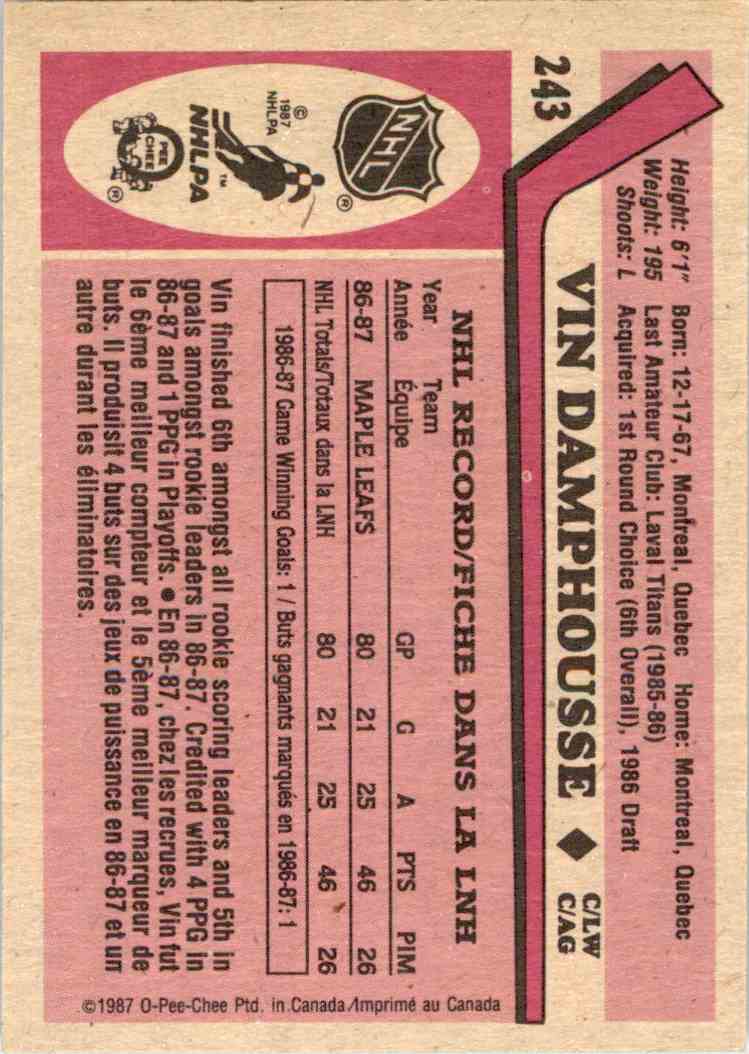 243
Height: 6'1" Born: 12-17-67, Montreal, Quebec Home: Montreal, Quebec
Weight: 195 Last Amateur Club: Laval Titans (1985-86)
Shoots: L Acquired: 1st Round Choice (6th Overall), 1986 Draft
VIN DAMPHOUSSE ◆ C/LW
C/AG
NHL
®
© 1987
NHLPA
™
NHLPA
O PEE CHEE
®
NHL RECORD/FICHE DANS LA LNH
Year Team
Année Équipe GP G A PTS PIM
86-87 MAPLE LEAFS 80 21 25 46 26
NHL Totals/Totaux dans la LNH 80 21 25 46 26
1986-87 Game Winning Goals: 1 / Buts gagnants marqués en 1986-87: 1
Vin finished 6th amongst all rookie scoring leaders and 5th in
goals amongst rookie leaders in 86-87. Credited with 4 PPG in
86-87 and 1 PPG in Playoffs. ● En 86-87, chez les recrues, Vin fut
le 6ème meilleur compteur et le 5ème meilleur marqueur de
buts. Il produisit 4 buts sur des jeux de puissance en 86-87 et un
autre durant les éliminatoires.
©1987 O-Pee-Chee Ptd. in Canada/Imprimé au Canada